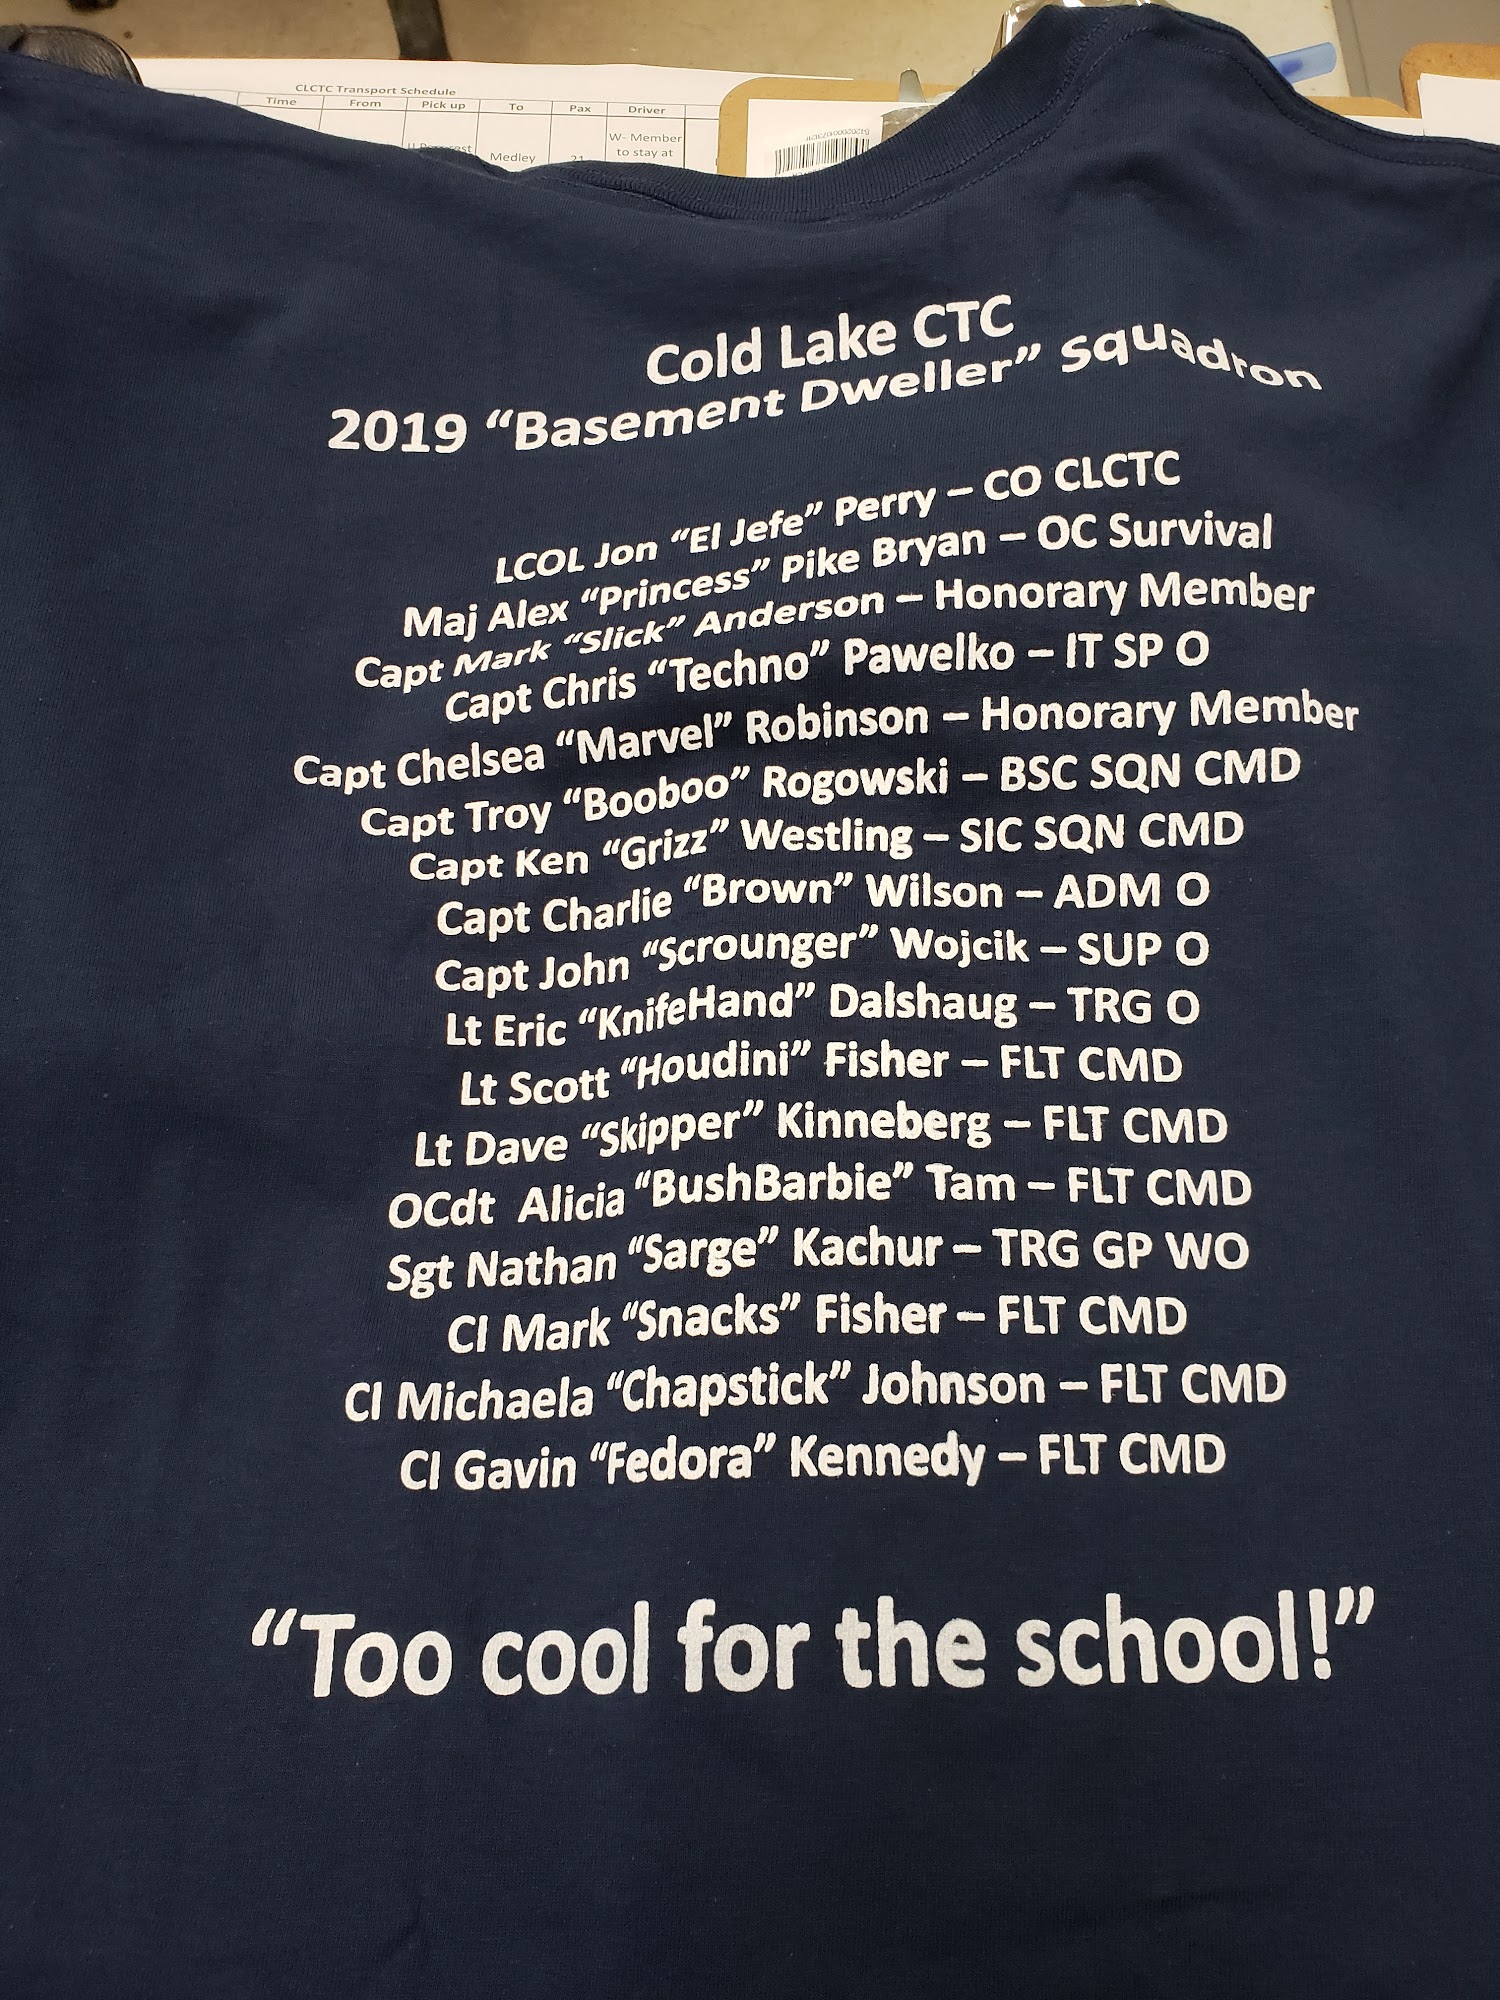 CLCTC Transport Schedule
Time From Pick up To Pax Driver
W- Member
Medley to stay at
Cold Lake CTC
2019 “Basement Dweller” Squadron
LCOL Jon “El Jefe” Perry – CO CLCTC
Maj Alex “Princess” Pike Bryan – OC Survival
Capt Mark “Slick” Anderson – Honorary Member
Capt Chris “Techno” Pawelko – IT SP O
Capt Chelsea “Marvel” Robinson – Honorary Member
Capt Troy “Booboo” Rogowski – BSC SQN CMD
Capt Ken “Grizz” Westling – SIC SQN CMD
Capt Charlie “Brown” Wilson – ADM O
Capt John “Scrounger” Wojcik – SUP O
Lt Eric “KnifeHand” Dalshaug – TRG O
Lt Scott “Houdini” Fisher – FLT CMD
Lt Dave “Skipper” Kinneberg – FLT CMD
OCdt Alicia “BushBarbie” Tam – FLT CMD
Sgt Nathan “Sarge” Kachur – TRG GP WO
CI Mark “Snacks” Fisher – FLT CMD
CI Michaela “Chapstick” Johnson – FLT CMD
CI Gavin “Fedora” Kennedy – FLT CMD
“Too cool for the school!”